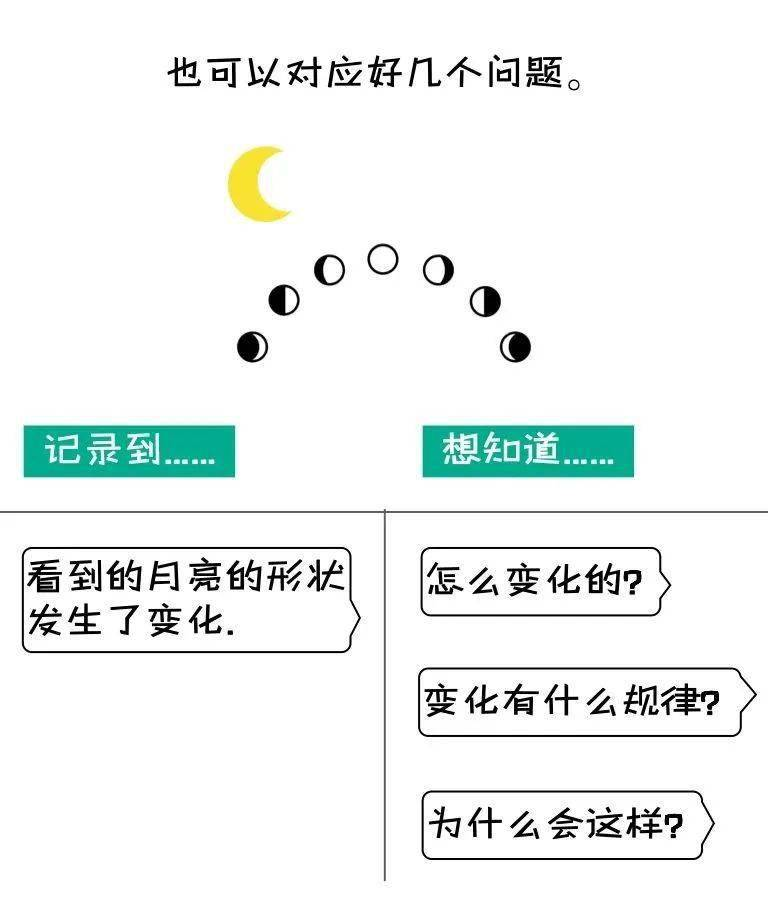 也可以对应好几个问题。
记录到……
想知道……
看到的月亮的形状
发生了变化.
怎么变化的?
变化有什么规律?
为什么会这样?